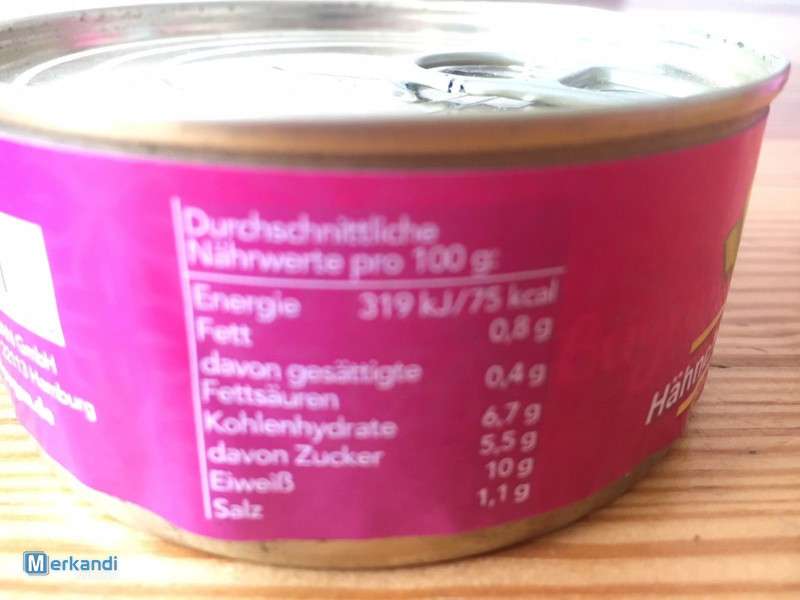 Durchschnittliche
Nährwerte pro 100 g:
Energie 319 kJ/75 kcal
Fett 0,8 g
davon gesättigte
Fettsäuren 0,4 g
Kohlenhydrate 6,7 g
davon Zucker 5,5 g
Eiweiß 10 g
Salz 1,1 g
GmbH
Hamburg
Merkandi